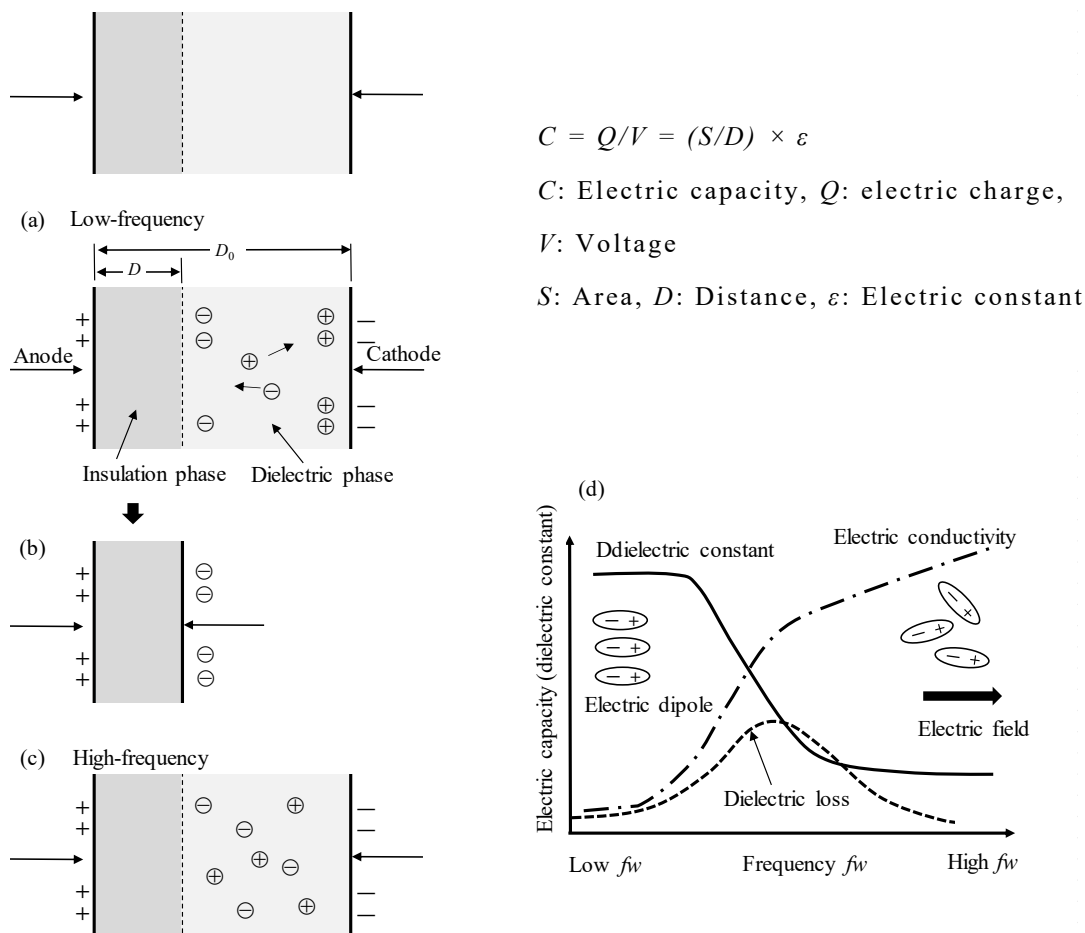 C = Q/V = (S/D) × ε
C: Electric capacity, Q: electric charge,
V: Voltage
S: Area, D: Distance, ε: Electric constant
(a) Low-frequency
D₀
D
+ −
+ −
Anode Cathode
+ −
+ −
⊖ ⊕
⊖ ⊕
⊕
⊖
⊕
⊖ ⊕
Insulation phase Dielectric phase
(b)
+ ⊖
+ ⊖
+ ⊖
+ ⊖
(c) High-frequency
+ ⊖ ⊕ −
+ ⊖ −
⊕ ⊖
⊕
+ −
+ ⊖ ⊕ −
(d)
Electric capacity (dielectric constant)
Ddielectric constant
Electric conductivity
− +
− +
− +
Electric dipole
− +
− +
− +
Electric field
Dielectric loss
Low fw Frequency fw High fw